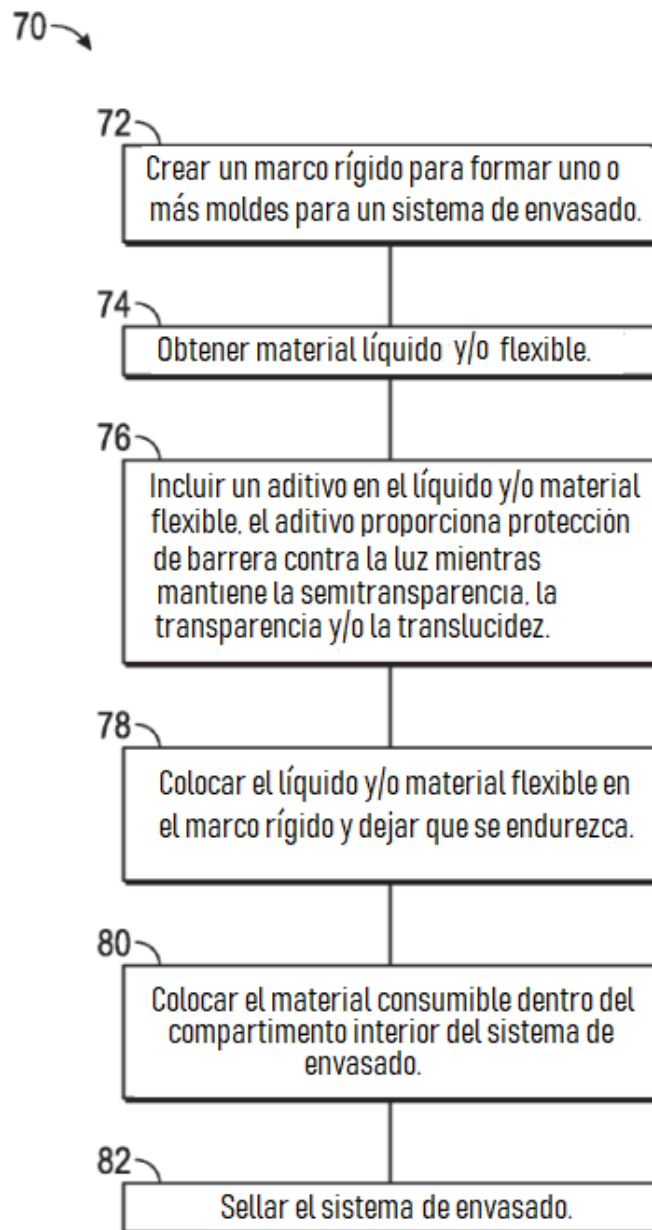 70
72
Crear un marco rígido para formar uno o
más moldes para un sistema de envasado.
74
Obtener material líquido y/o flexible.
76
Incluir un aditivo en el líquido y/o material
flexible, el aditivo proporciona protección
de barrera contra la luz mientras
mantiene la semitransparencia, la
transparencia y/o la translucidez.
78
Colocar el líquido y/o material flexible en
el marco rígido y dejar que se endurezca.
80
Colocar el material consumible dentro del
compartimento interior del sistema de
envasado.
82
Sellar el sistema de envasado.